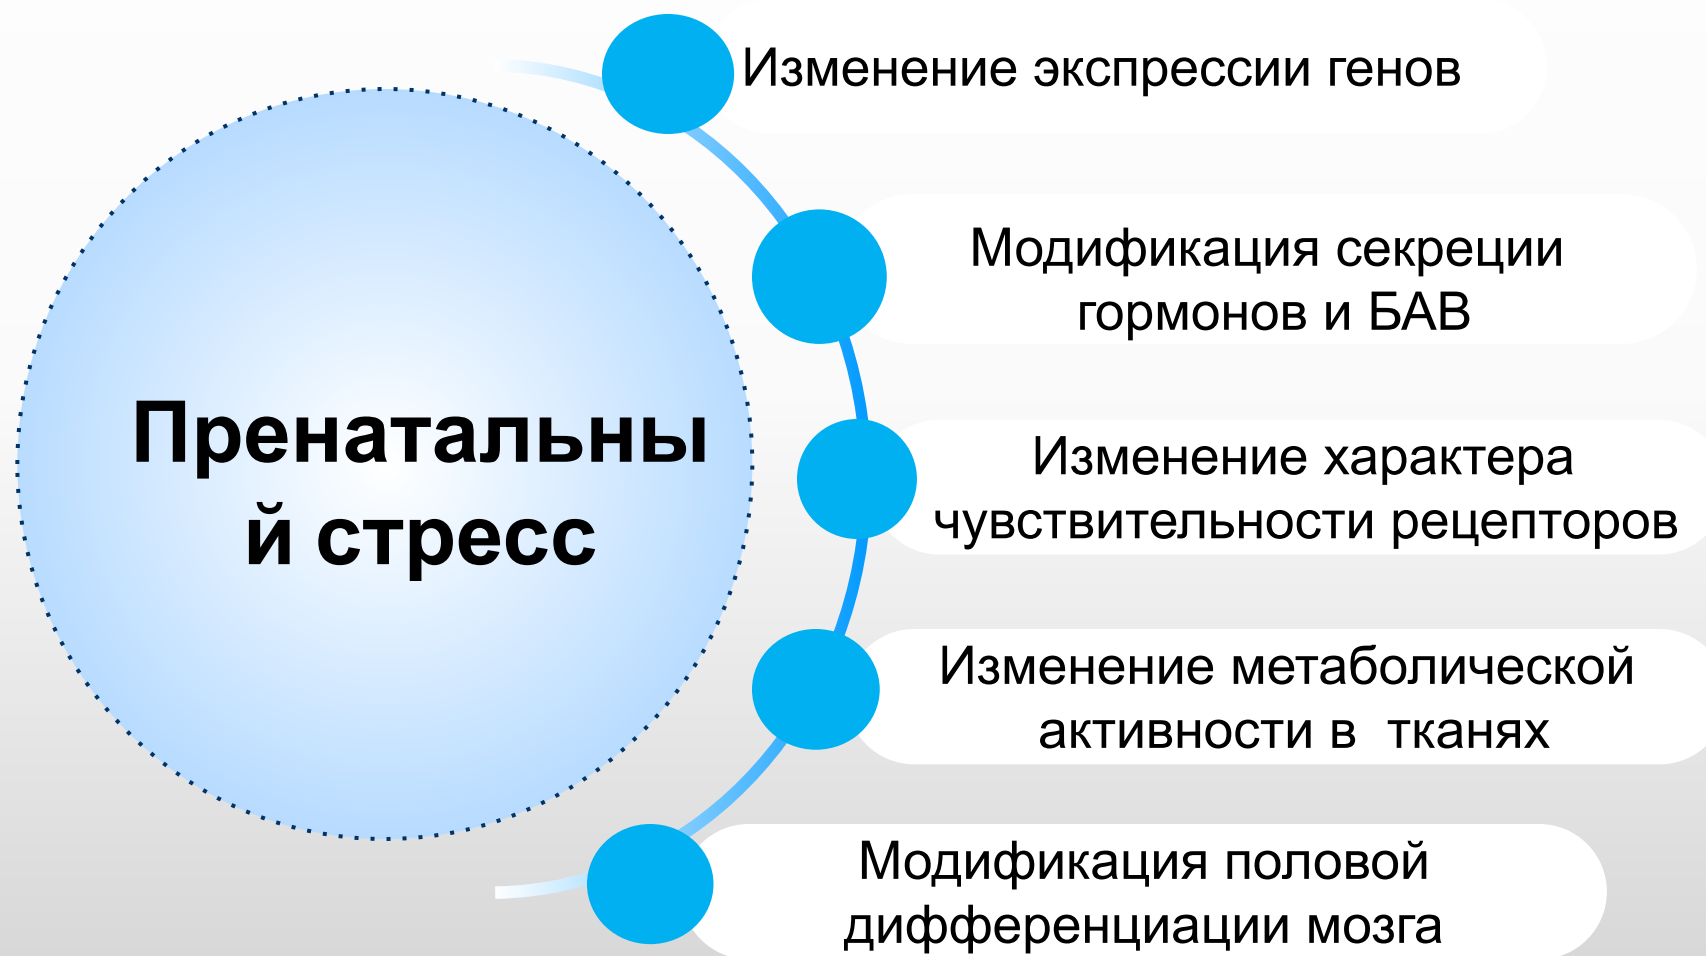 Изменение экспрессии генов
Модификация секреции
гормонов и БАВ
Пренатальны
й стресс
Изменение характера
чувствительности рецепторов
Изменение метаболической
активности в  тканях
Модификация половой
дифференциации мозга